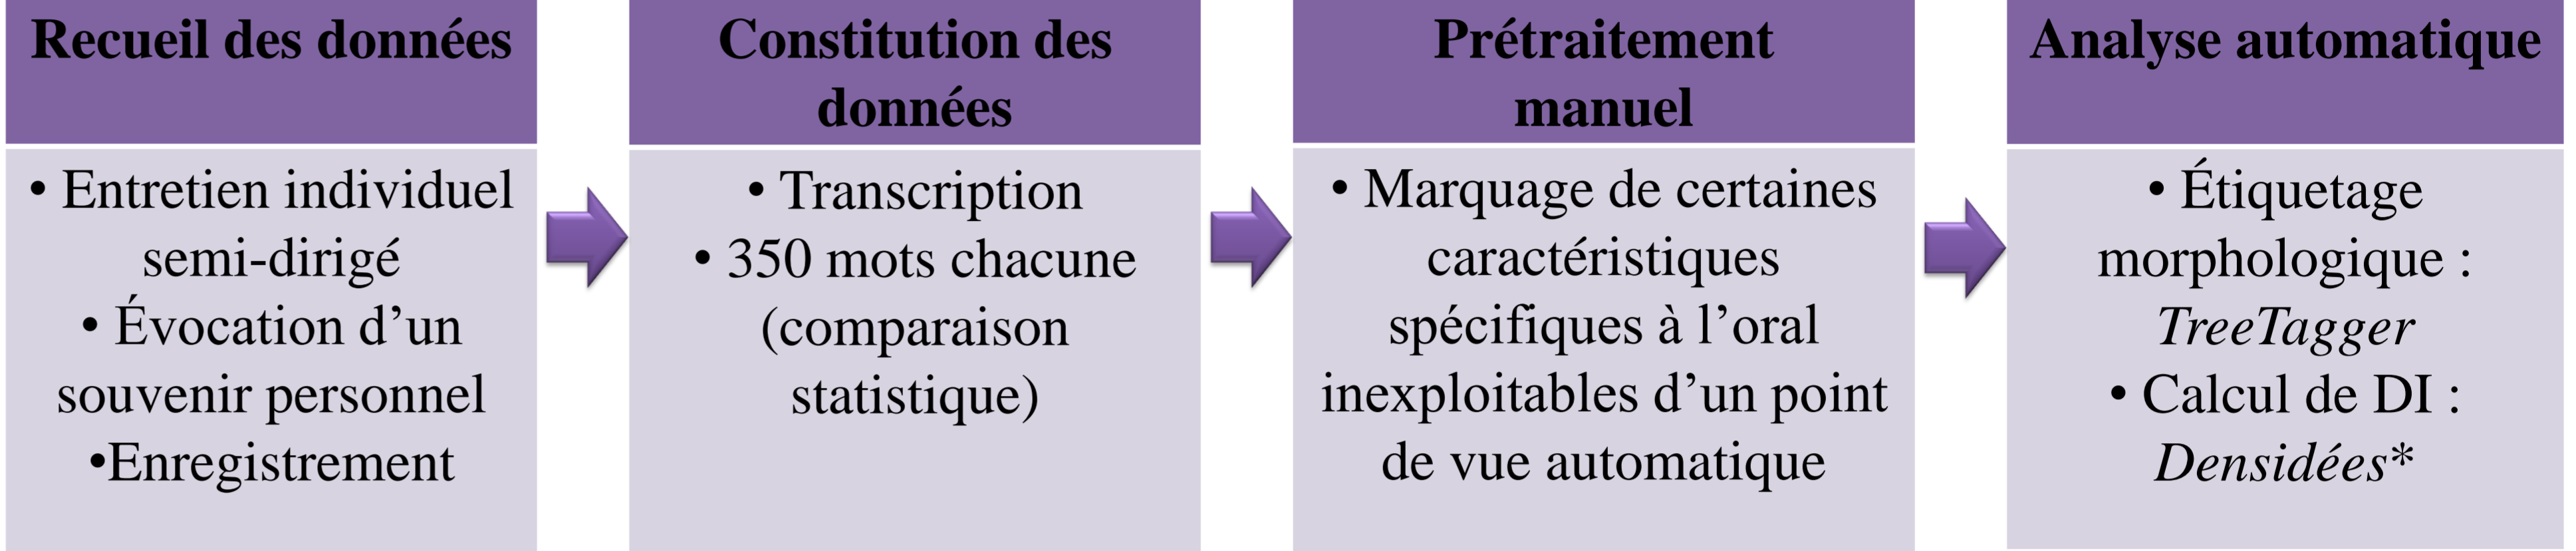 Recueil des données
• Entretien individuel
semi-dirigé
• Évocation d’un
souvenir personnel
•Enregistrement
Constitution des
données
• Transcription
• 350 mots chacune
(comparaison
statistique)
Prétraitement
manuel
• Marquage de certaines
caractéristiques
spécifiques à l’oral
inexploitables d’un point
de vue automatique
Analyse automatique
• Étiquetage
morphologique :
TreeTagger
• Calcul de DI :
Densidées*